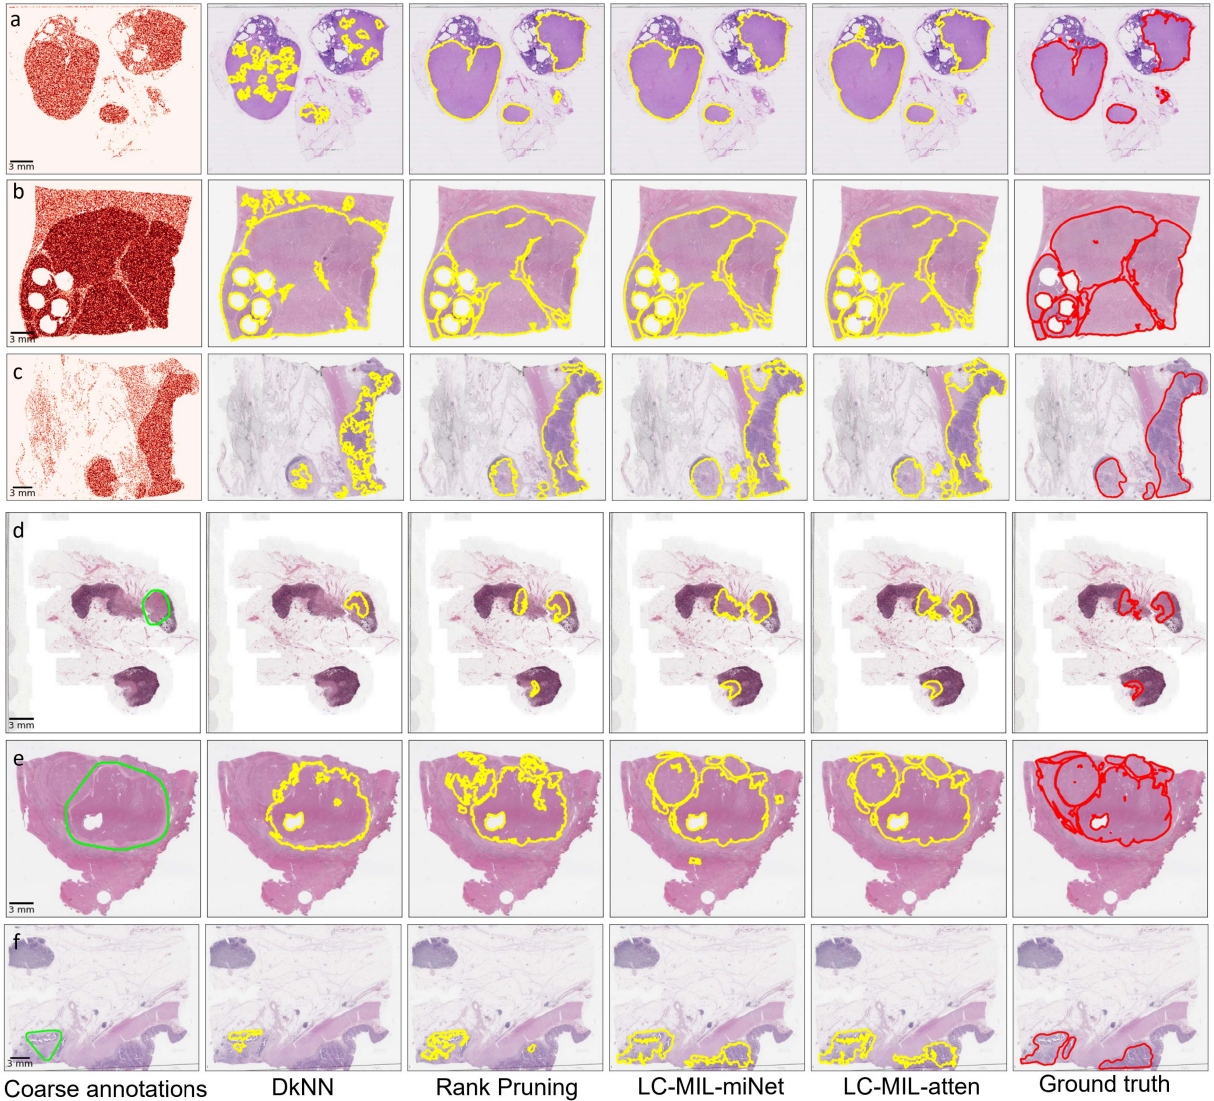 a
3 mm
b
3 mm
c
3 mm
d
3 mm
e
3 mm
f
3 mm
Coarse annotations DkNN Rank Pruning LC-MIL-miNet LC-MIL-atten Ground truth